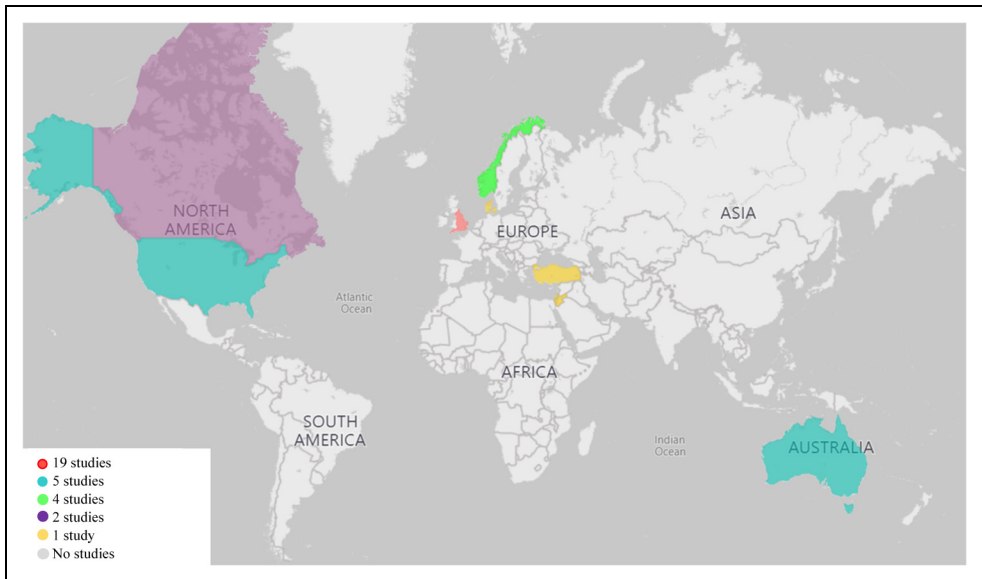 NORTH
AMERICA
ASIA
EUROPE
Atlantic
Ocean
AFRICA
SOUTH
AMERICA
Indian
Ocean
AUSTRALIA
19 studies
5 studies
4 studies
2 studies
1 study
No studies